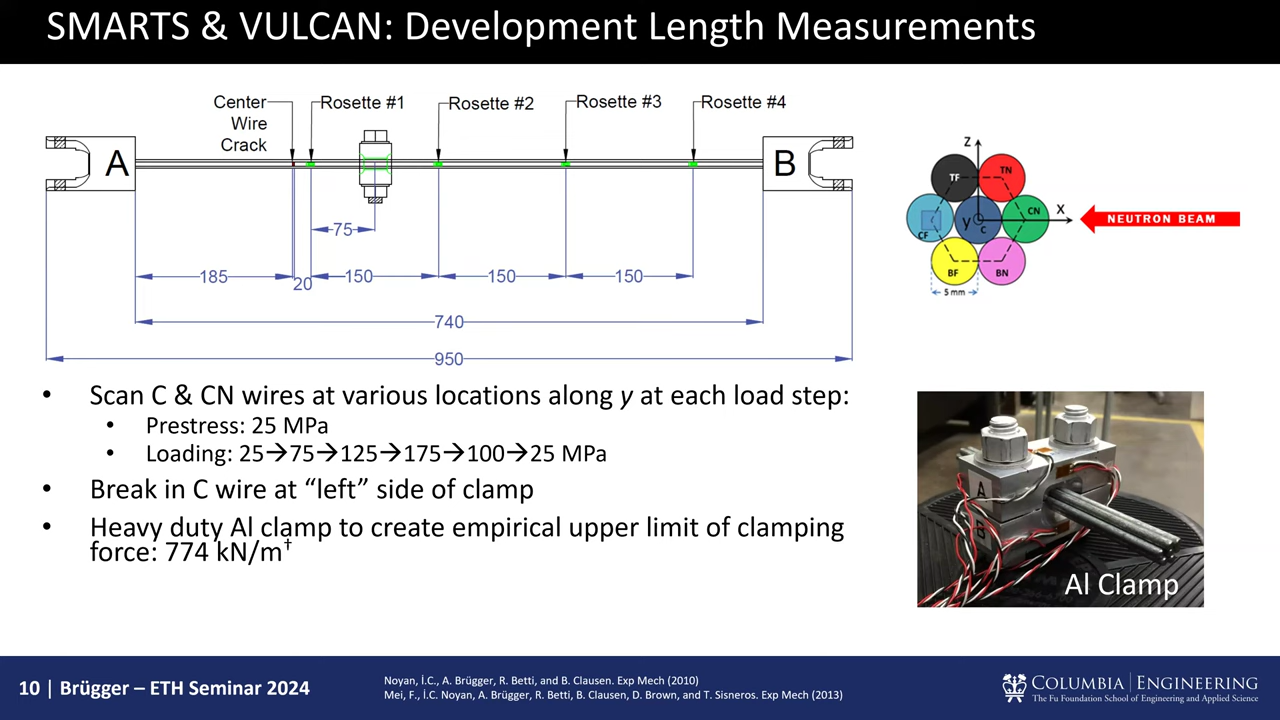 SMARTS & VULCAN: Development Length Measurements
Center
Wire
Crack
Rosette #1
Rosette #2
Rosette #3
Rosette #4
A
B
75
185
20
150
150
150
740
950
Z
TF
TN
CF
y
C
CN
X
BF
BN
5 mm
NEUTRON BEAM
• Scan C & CN wires at various locations along y at each load step:
• Prestress: 25 MPa
• Loading: 25→75→125→175→100→25 MPa
• Break in C wire at “left” side of clamp
• Heavy duty Al clamp to create empirical upper limit of clamping
force: 774 kN/m†
A
B
Al Clamp
10 | Brügger – ETH Seminar 2024
Noyan, İ.C., A. Brügger, R. Betti, and B. Clausen. Exp Mech (2010)
Mei, F., İ.C. Noyan, A. Brügger, R. Betti, B. Clausen, D. Brown, and T. Sisneros. Exp Mech (2013)
COLUMBIA | ENGINEERING
The Fu Foundation School of Engineering and Applied Science